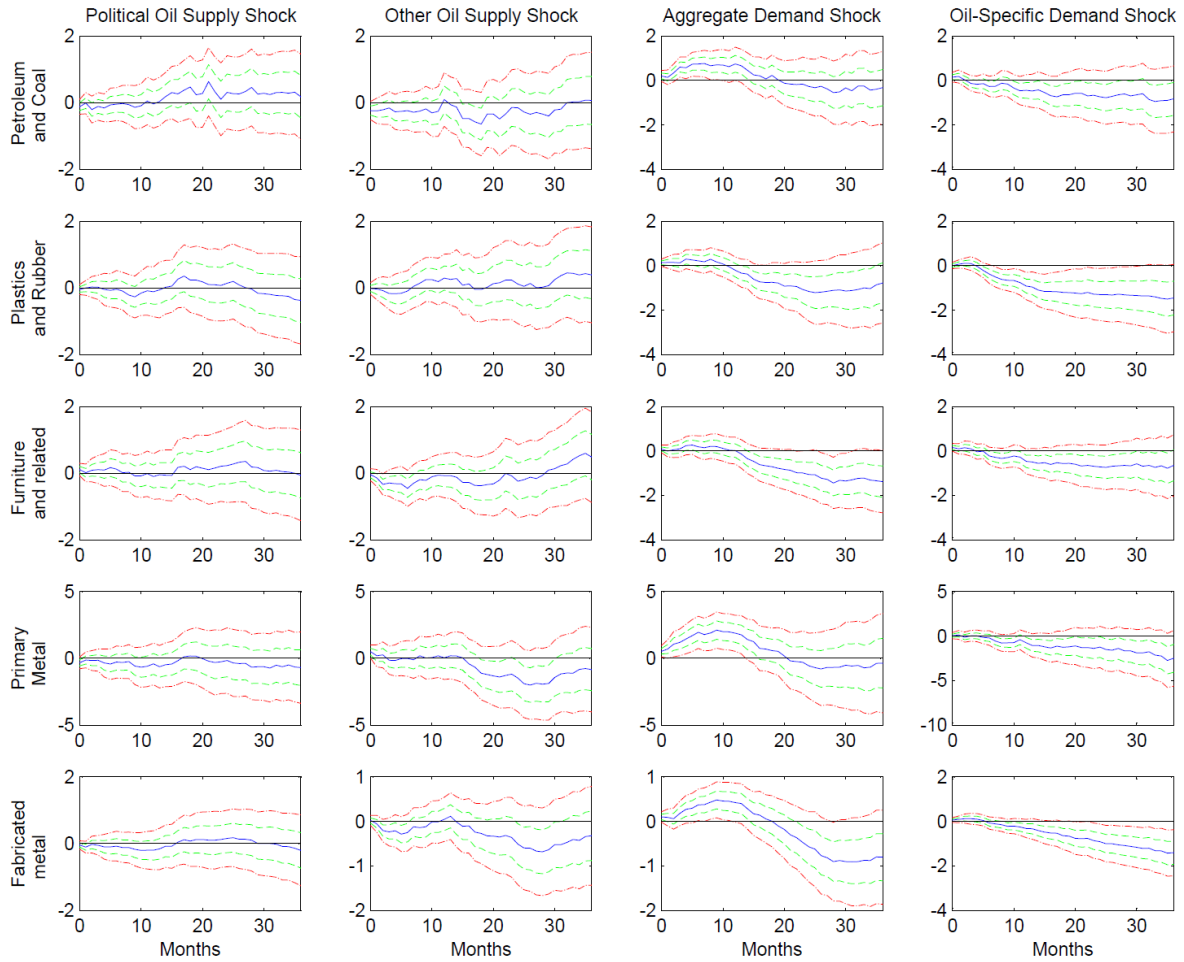 Political Oil Supply Shock Other Oil Supply Shock Aggregate Demand Shock Oil-Specific Demand Shock
Petroleum
and Coal
2 2 2 2
0 0 0 0
-2 -2
-2 -2 -4 -4
0 10 20 30 0 10 20 30 0 10 20 30 0 10 20 30
Plastics
and Rubber
2 2 2 2
0 0 0 0
-2 -2
-2 -2 -4 -4
0 10 20 30 0 10 20 30 0 10 20 30 0 10 20 30
Furniture
and related
2 2 2 2
0 0 0 0
-2 -2
-2 -2 -4 -4
0 10 20 30 0 10 20 30 0 10 20 30 0 10 20 30
Primary
Metal
5 5 5 5
0 0 0 0
-5
-5 -5 -5 -10
0 10 20 30 0 10 20 30 0 10 20 30 0 10 20 30
Fabricated
metal
2 1 1 2
0 0 0 0
-1 -1 -2
-2 -2 -2 -4
0 10 20 30 0 10 20 30 0 10 20 30 0 10 20 30
Months Months Months Months